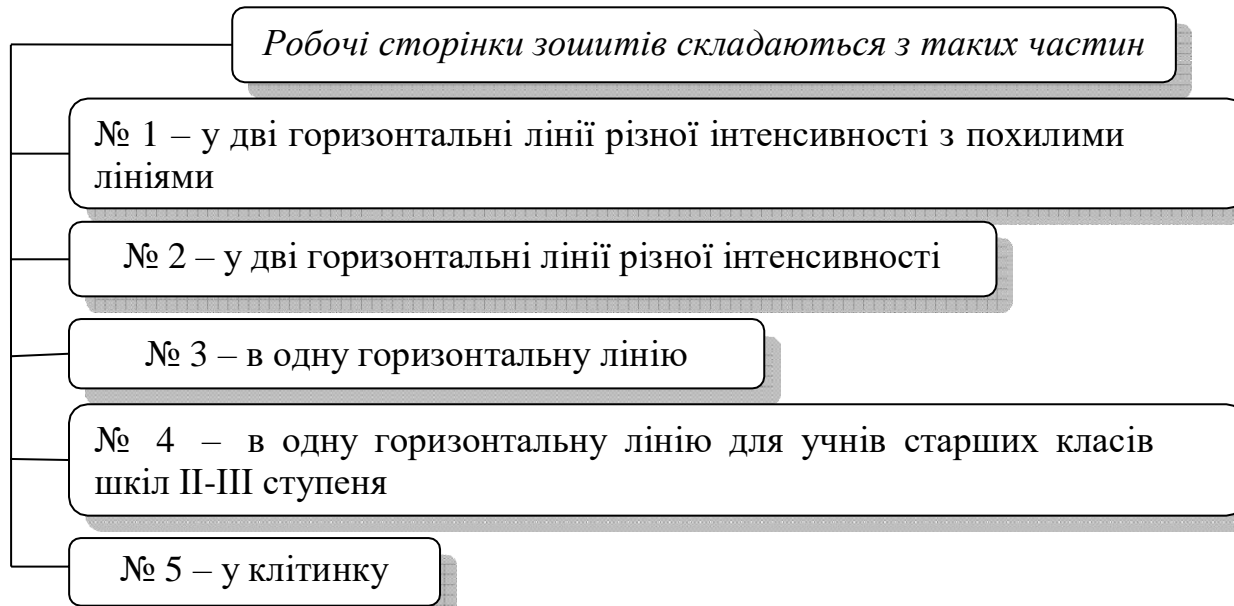 Робочі сторінки зошитів складаються з таких частин
№ 1 – у дві горизонтальні лінії різної інтенсивності з похилими
лініями
№ 2 – у дві горизонтальні лінії різної інтенсивності
№ 3 – в одну горизонтальну лінію
№ 4 – в одну горизонтальну лінію для учнів старших класів
шкіл ІІ-ІІІ ступеня
№ 5 – у клітинку